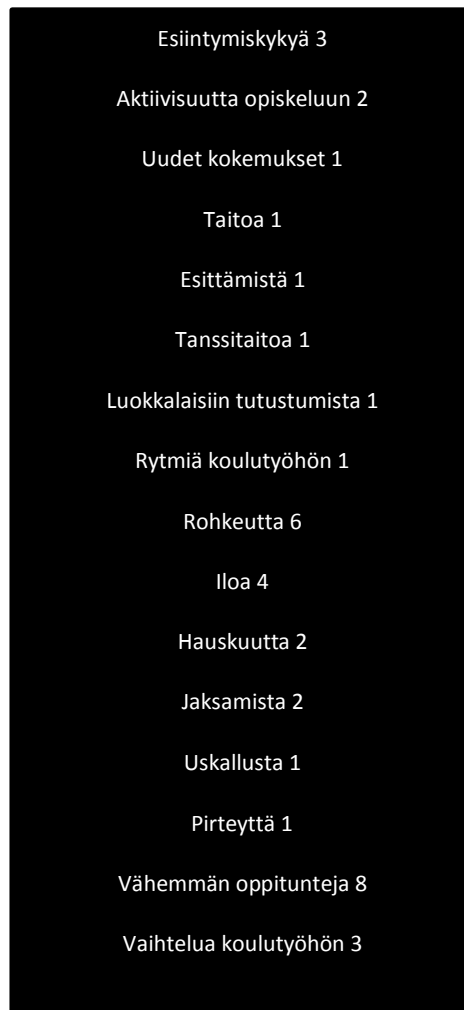 Esiintymiskykyä 3
Aktiivisuutta opiskeluun 2
Uudet kokemukset 1
Taitoa 1
Esittämistä 1
Tanssitaitoa 1
Luokkalaisiin tutustumista 1
Rytmiä koulutyöhön 1
Rohkeutta 6
Iloa 4
Hauskuutta 2
Jaksamista 2
Uskallusta 1
Pirteyttä 1
Vähemmän oppitunteja 8
Vaihtelua koulutyöhön 3